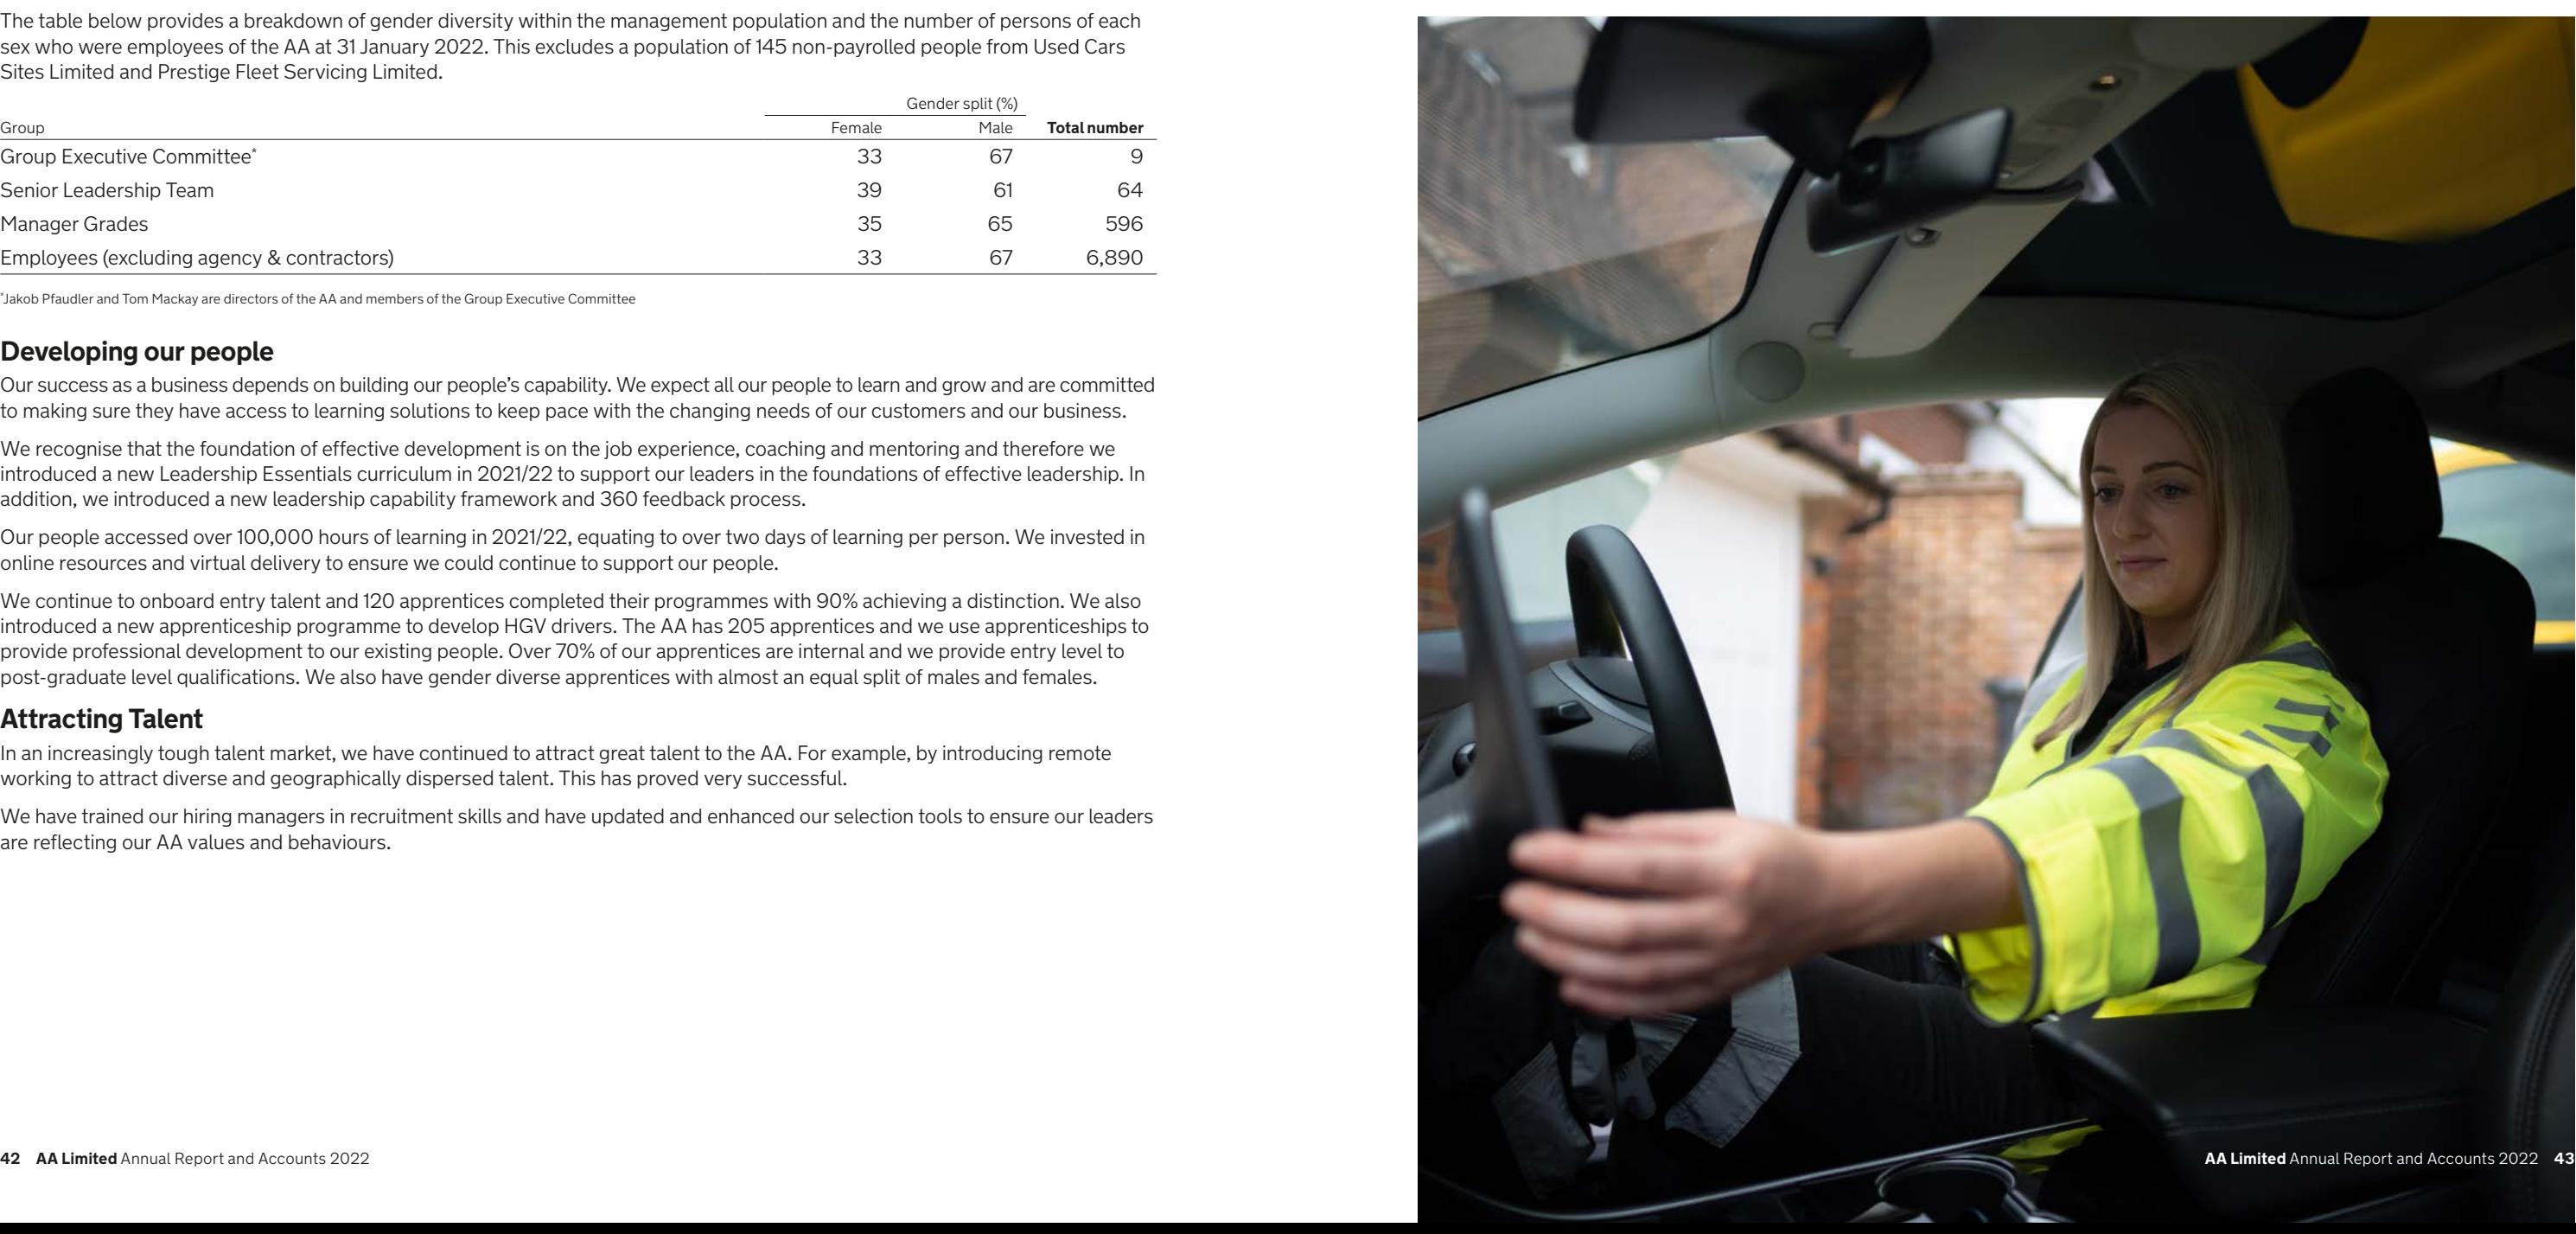 The table below provides a breakdown of gender diversity within the management population and the number of persons of each
sex who were employees of the AA at 31 January 2022. This excludes a population of 145 non-payrolled people from Used Cars
Sites Limited and Prestige Fleet Servicing Limited.
Gender split (%)
Group Female Male Total number
Group Executive Committee* 33 67 9
Senior Leadership Team 39 61 64
Manager Grades 35 65 596
Employees (excluding agency & contractors) 33 67 6,890
*Jakob Pfaudler and Tom Mackay are directors of the AA and members of the Group Executive Committee
Developing our people
Our success as a business depends on building our people’s capability. We expect all our people to learn and grow and are committed
to making sure they have access to learning solutions to keep pace with the changing needs of our customers and our business.
We recognise that the foundation of effective development is on the job experience, coaching and mentoring and therefore we
introduced a new Leadership Essentials curriculum in 2021/22 to support our leaders in the foundations of effective leadership. In
addition, we introduced a new leadership capability framework and 360 feedback process.
Our people accessed over 100,000 hours of learning in 2021/22, equating to over two days of learning per person. We invested in
online resources and virtual delivery to ensure we could continue to support our people.
We continue to onboard entry talent and 120 apprentices completed their programmes with 90% achieving a distinction. We also
introduced a new apprenticeship programme to develop HGV drivers. The AA has 205 apprentices and we use apprenticeships to
provide professional development to our existing people. Over 70% of our apprentices are internal and we provide entry level to
post-graduate level qualifications. We also have gender diverse apprentices with almost an equal split of males and females.
Attracting Talent
In an increasingly tough talent market, we have continued to attract great talent to the AA. For example, by introducing remote
working to attract diverse and geographically dispersed talent. This has proved very successful.
We have trained our hiring managers in recruitment skills and have updated and enhanced our selection tools to ensure our leaders
are reflecting our AA values and behaviours.
42 AA Limited Annual Report and Accounts 2022
AA Limited Annual Report and Accounts 2022 43